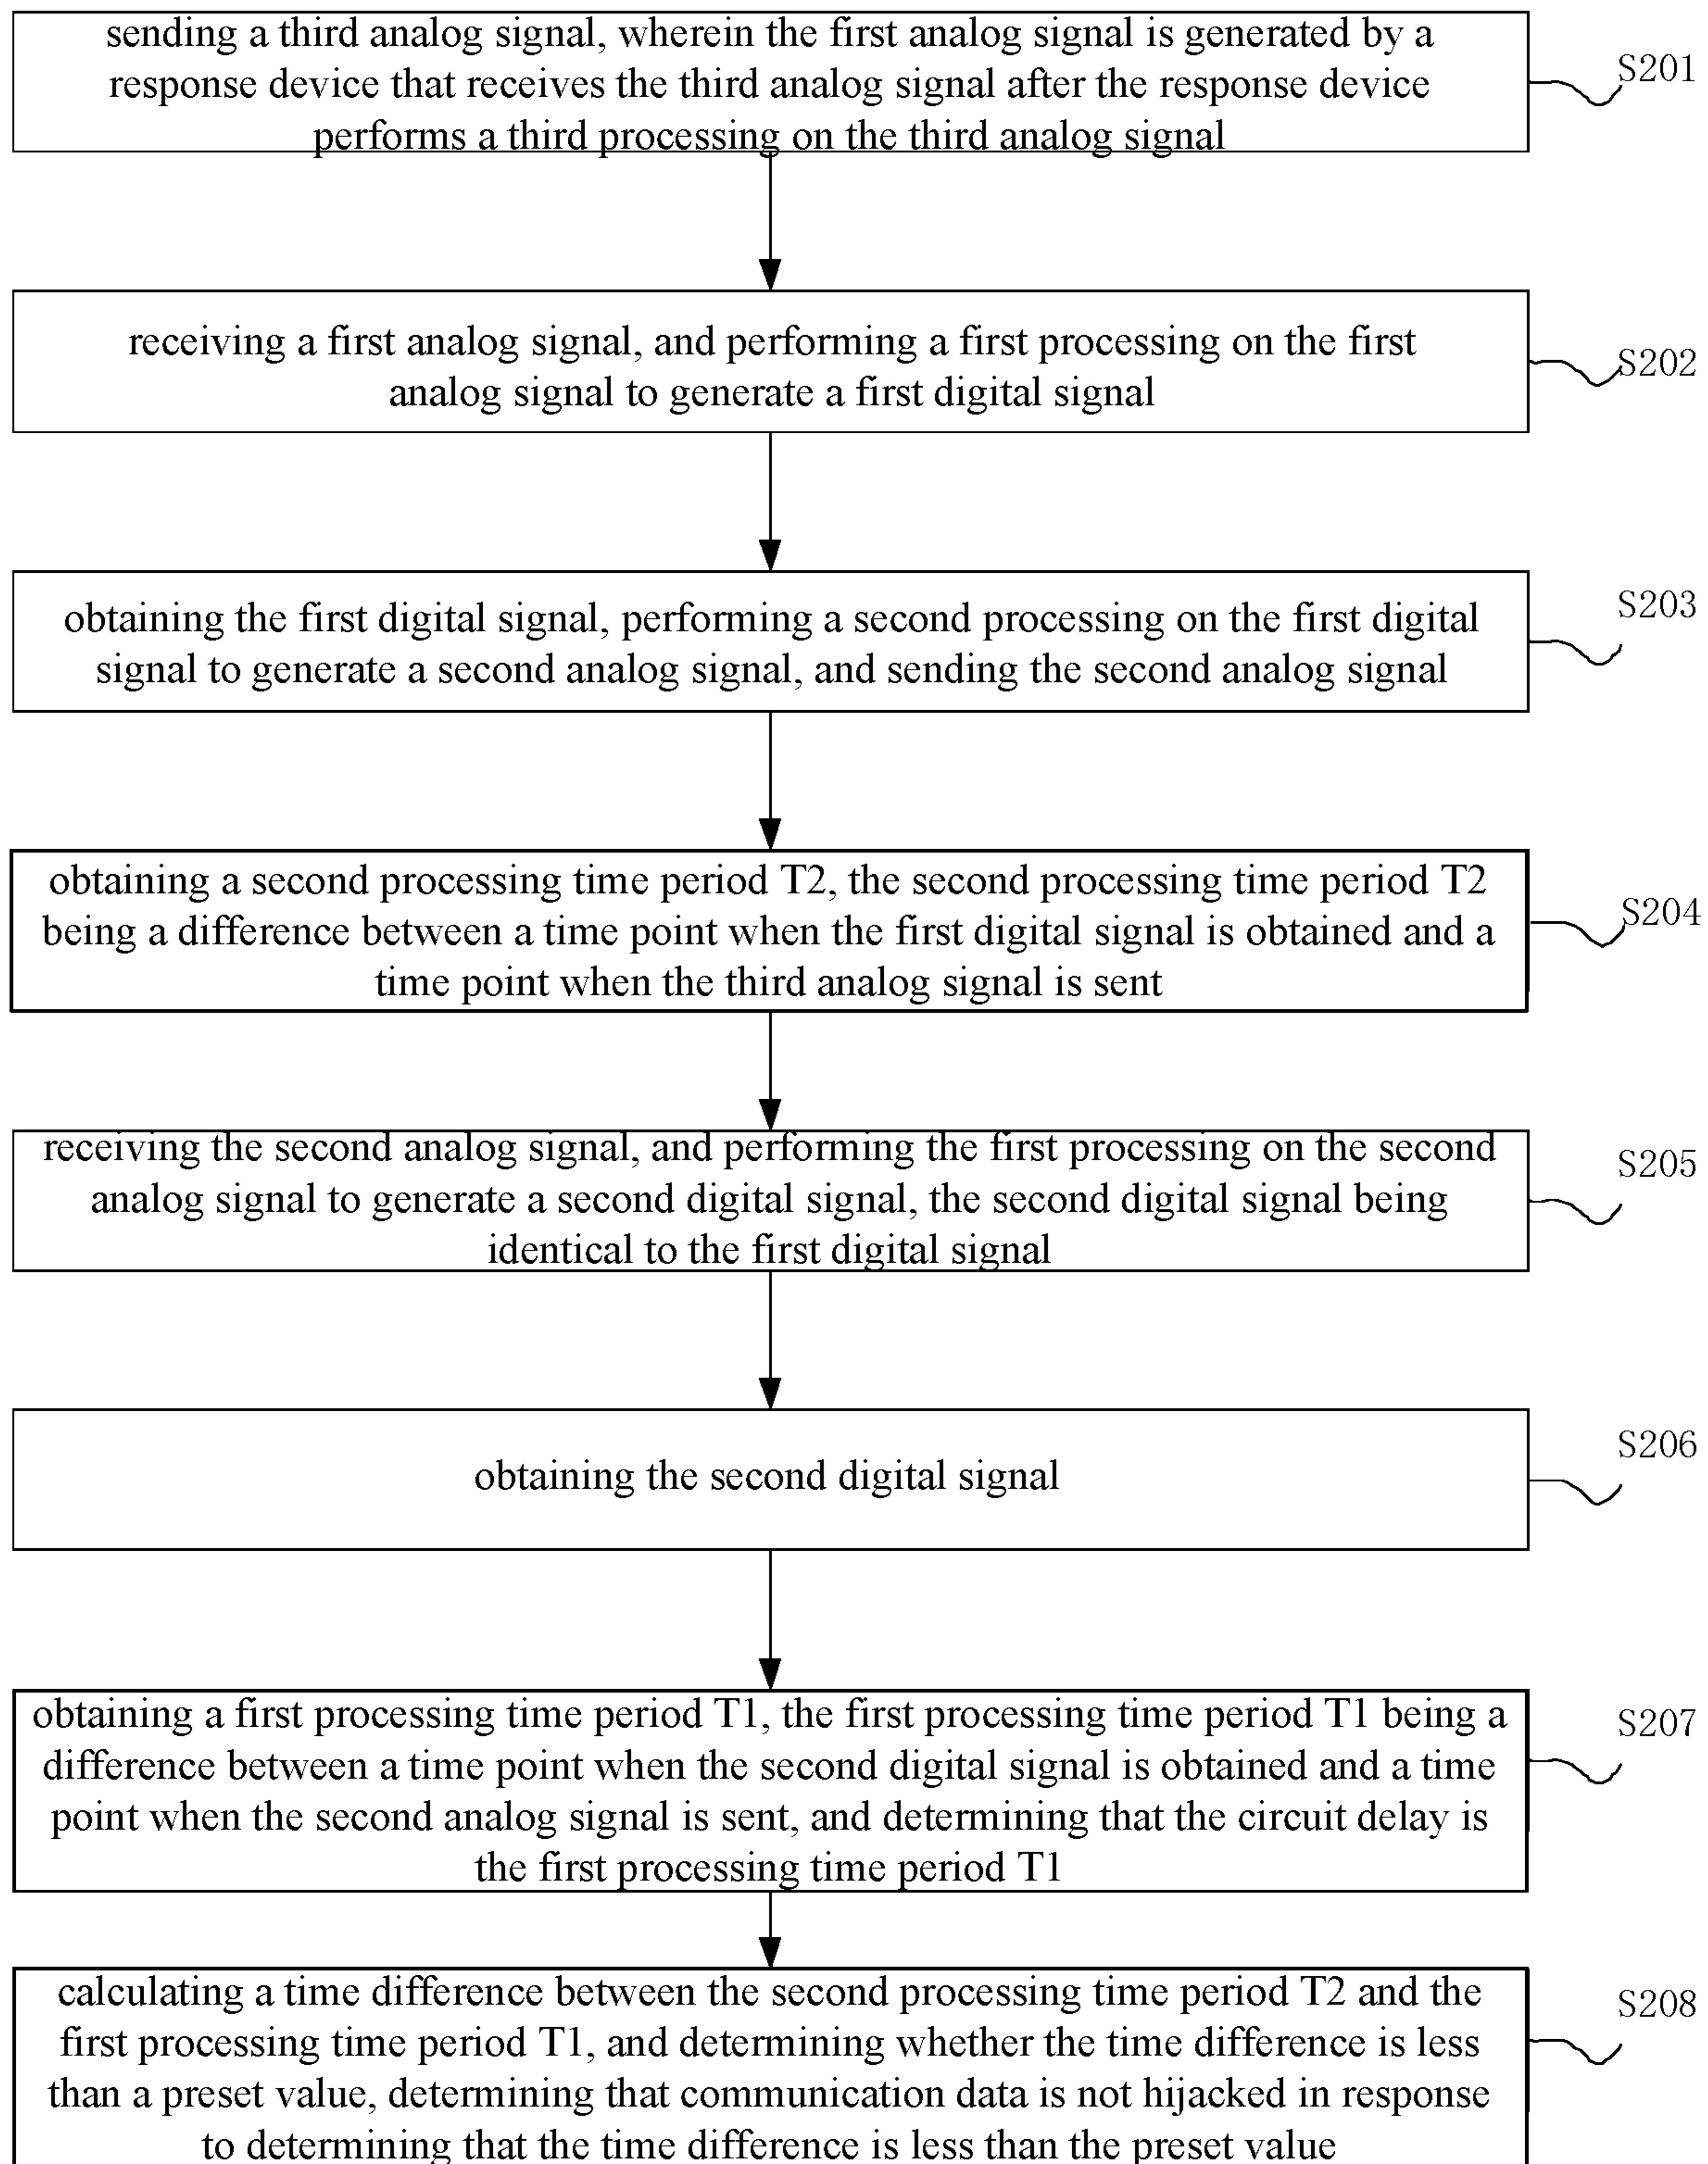 sending a third analog signal, wherein the first analog signal is generated by a
response device that receives the third analog signal after the response device
performs a third processing on the third analog signal
S201
receiving a first analog signal, and performing a first processing on the first
analog signal to generate a first digital signal
S202
obtaining the first digital signal, performing a second processing on the first digital
signal to generate a second analog signal, and sending the second analog signal
S203
obtaining a second processing time period T2, the second processing time period T2
being a difference between a time point when the first digital signal is obtained and a
time point when the third analog signal is sent
S204
receiving the second analog signal, and performing the first processing on the second
analog signal to generate a second digital signal, the second digital signal being
identical to the first digital signal
S205
obtaining the second digital signal
S206
obtaining a first processing time period T1, the first processing time period T1 being a
difference between a time point when the second digital signal is obtained and a time
point when the second analog signal is sent, and determining that the circuit delay is
the first processing time period T1
S207
calculating a time difference between the second processing time period T2 and the
first processing time period T1, and determining whether the time difference is less
than a preset value, determining that communication data is not hijacked in response
to determining that the time difference is less than the preset value
S208